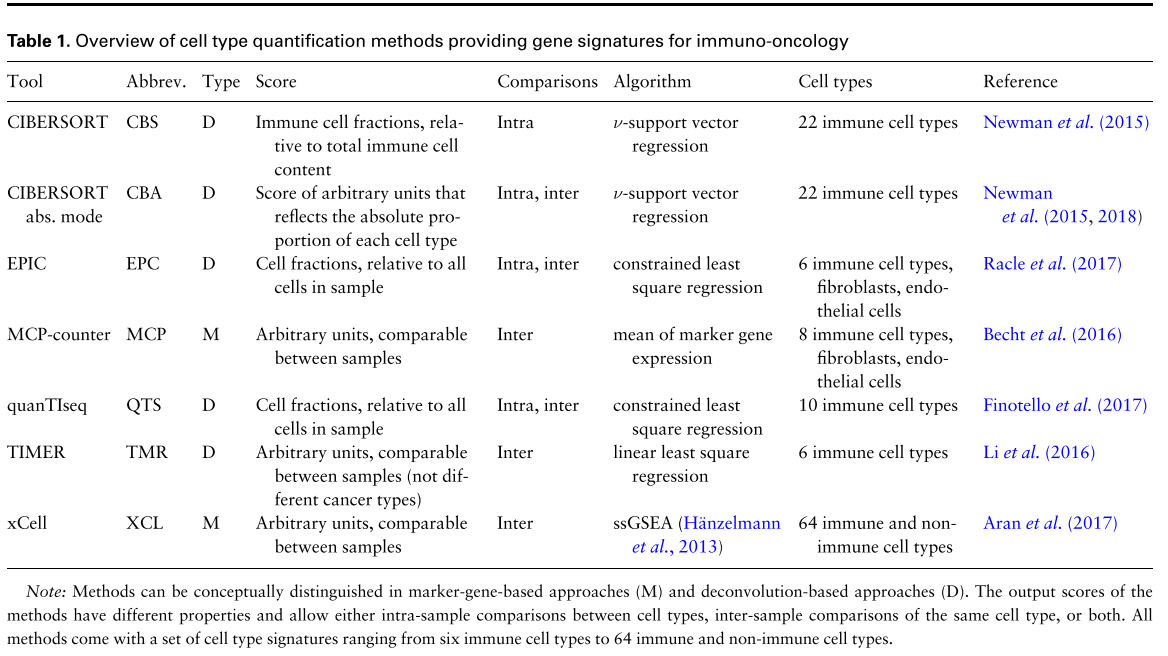 Table 1. Overview of cell type quantification methods providing gene signatures for immuno-oncology
Tool Abbrev. Type Score Comparisons Algorithm Cell types Reference
CIBERSORT CBS D Immune cell fractions, rela- Intra ν-support vector 22 immune cell types Newman et al. (2015)
tive to total immune cell regression
content
CIBERSORT CBA D Score of arbitrary units that Intra, inter ν-support vector 22 immune cell types Newman
abs. mode reflects the absolute pro- regression et al. (2015, 2018)
portion of each cell type
EPIC EPC D Cell fractions, relative to all Intra, inter constrained least 6 immune cell types, Racle et al. (2017)
cells in sample square regression fibroblasts, endo-
thelial cells
MCP-counter MCP M Arbitrary units, comparable Inter mean of marker gene 8 immune cell types, Becht et al. (2016)
between samples expression fibroblasts, endo-
thelial cells
quanTIseq QTS D Cell fractions, relative to all Intra, inter constrained least 10 immune cell types Finotello et al. (2017)
cells in sample square regression
TIMER TMR D Arbitrary units, comparable Inter linear least square 6 immune cell types Li et al. (2016)
between samples (not dif- regression
ferent cancer types)
xCell XCL M Arbitrary units, comparable Inter ssGSEA (Hänzelmann 64 immune and non- Aran et al. (2017)
between samples et al., 2013) immune cell types
Note: Methods can be conceptually distinguished in marker-gene-based approaches (M) and deconvolution-based approaches (D). The output scores of the
methods have different properties and allow either intra-sample comparisons between cell types, inter-sample comparisons of the same cell type, or both. All
methods come with a set of cell type signatures ranging from six immune cell types to 64 immune and non-immune cell types.